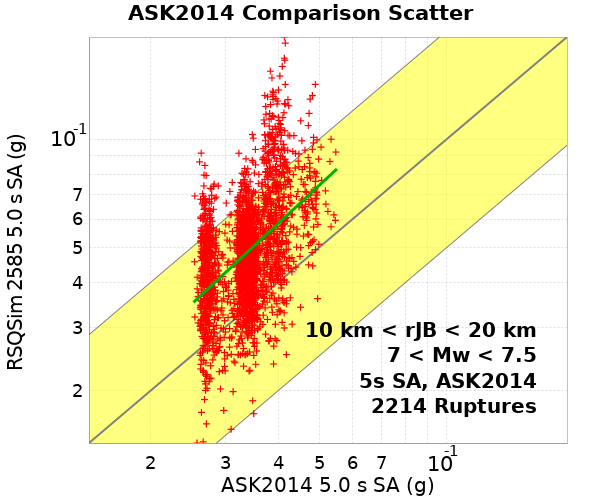 ASK2014 Comparison Scatter
RSQSim 2585 5.0 s SA (g)
10-1
7
6
5
4
3
2
10 km < rJB < 20 km
7 < Mw < 7.5
5s SA, ASK2014
2214 Ruptures
2 3 4 5 6 7 10-1
ASK2014 5.0 s SA (g)